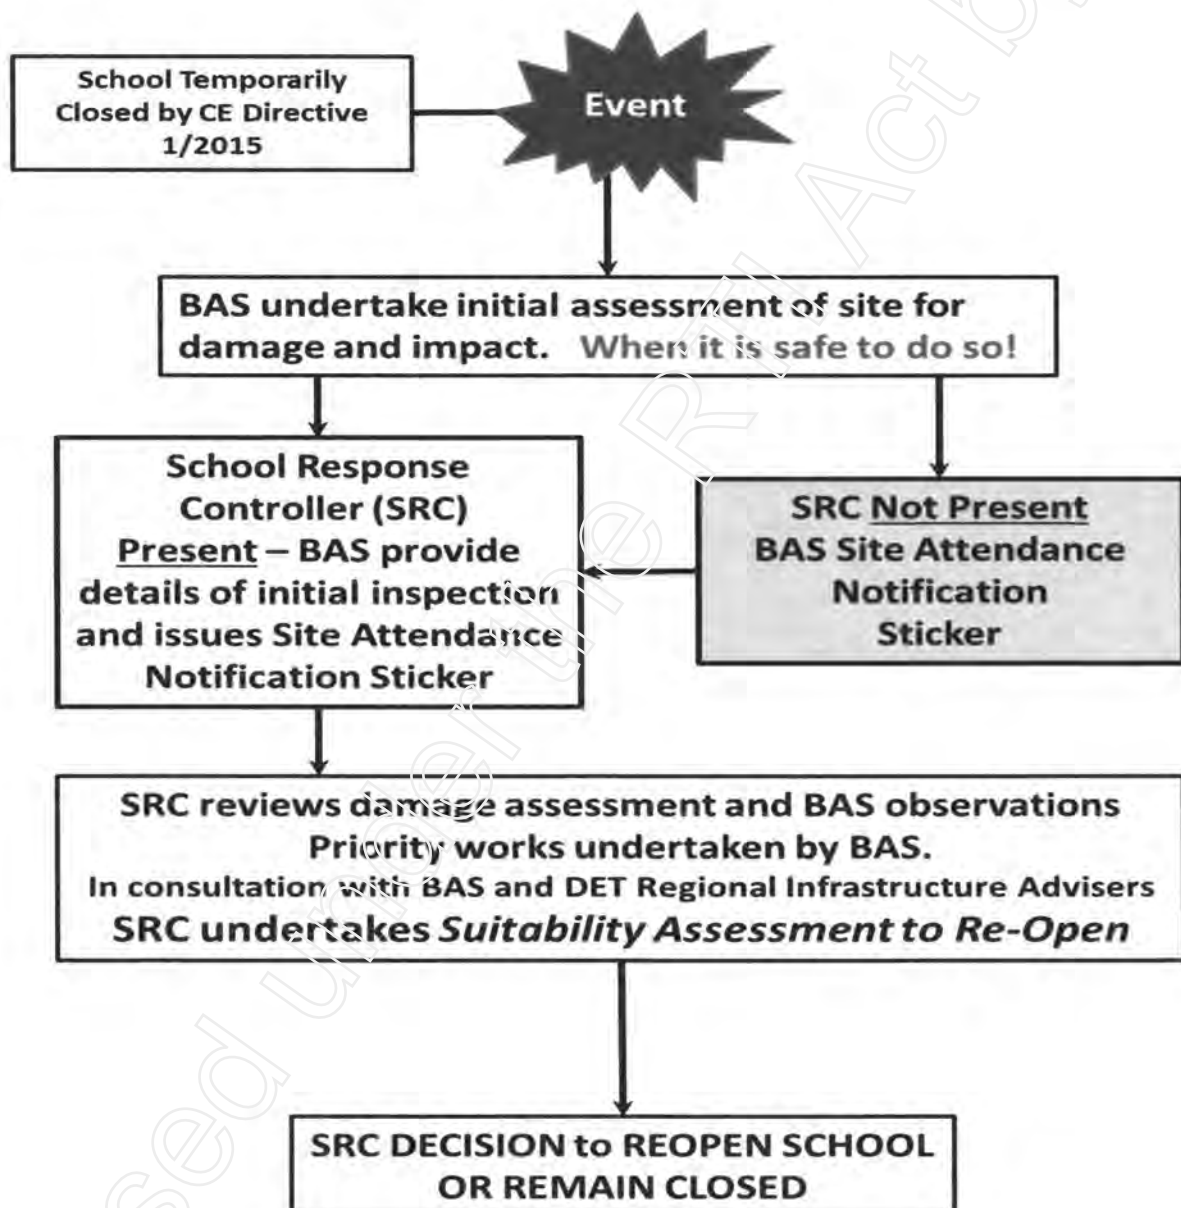 School Temporarily
Closed by CE Directive
1/2015
Event
BAS undertake initial assessment of site for
damage and impact. When it is safe to do so!
School Response
Controller (SRC)
Present – BAS provide
details of initial inspection
and issues Site Attendance
Notification Sticker
SRC Not Present
BAS Site Attendance
Notification
Sticker
SRC reviews damage assessment and BAS observations
Priority works undertaken by BAS.
In consultation with BAS and DET Regional Infrastructure Advisers
SRC undertakes Suitability Assessment to Re-Open
SRC DECISION to REOPEN SCHOOL
OR REMAIN CLOSED
under the RTI Act